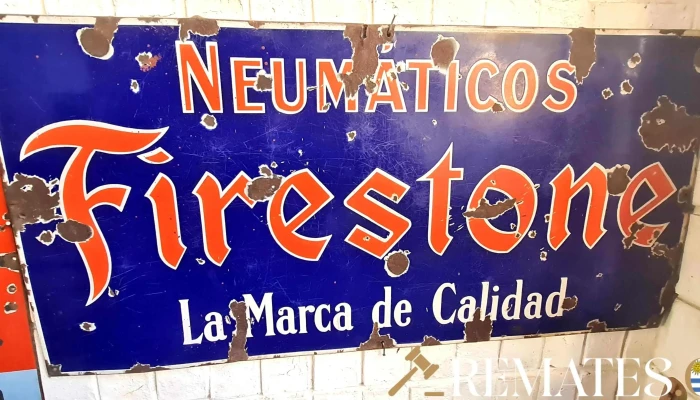 NEUMÁTICOS
Firestone
La Marca de Calidad
REMATES